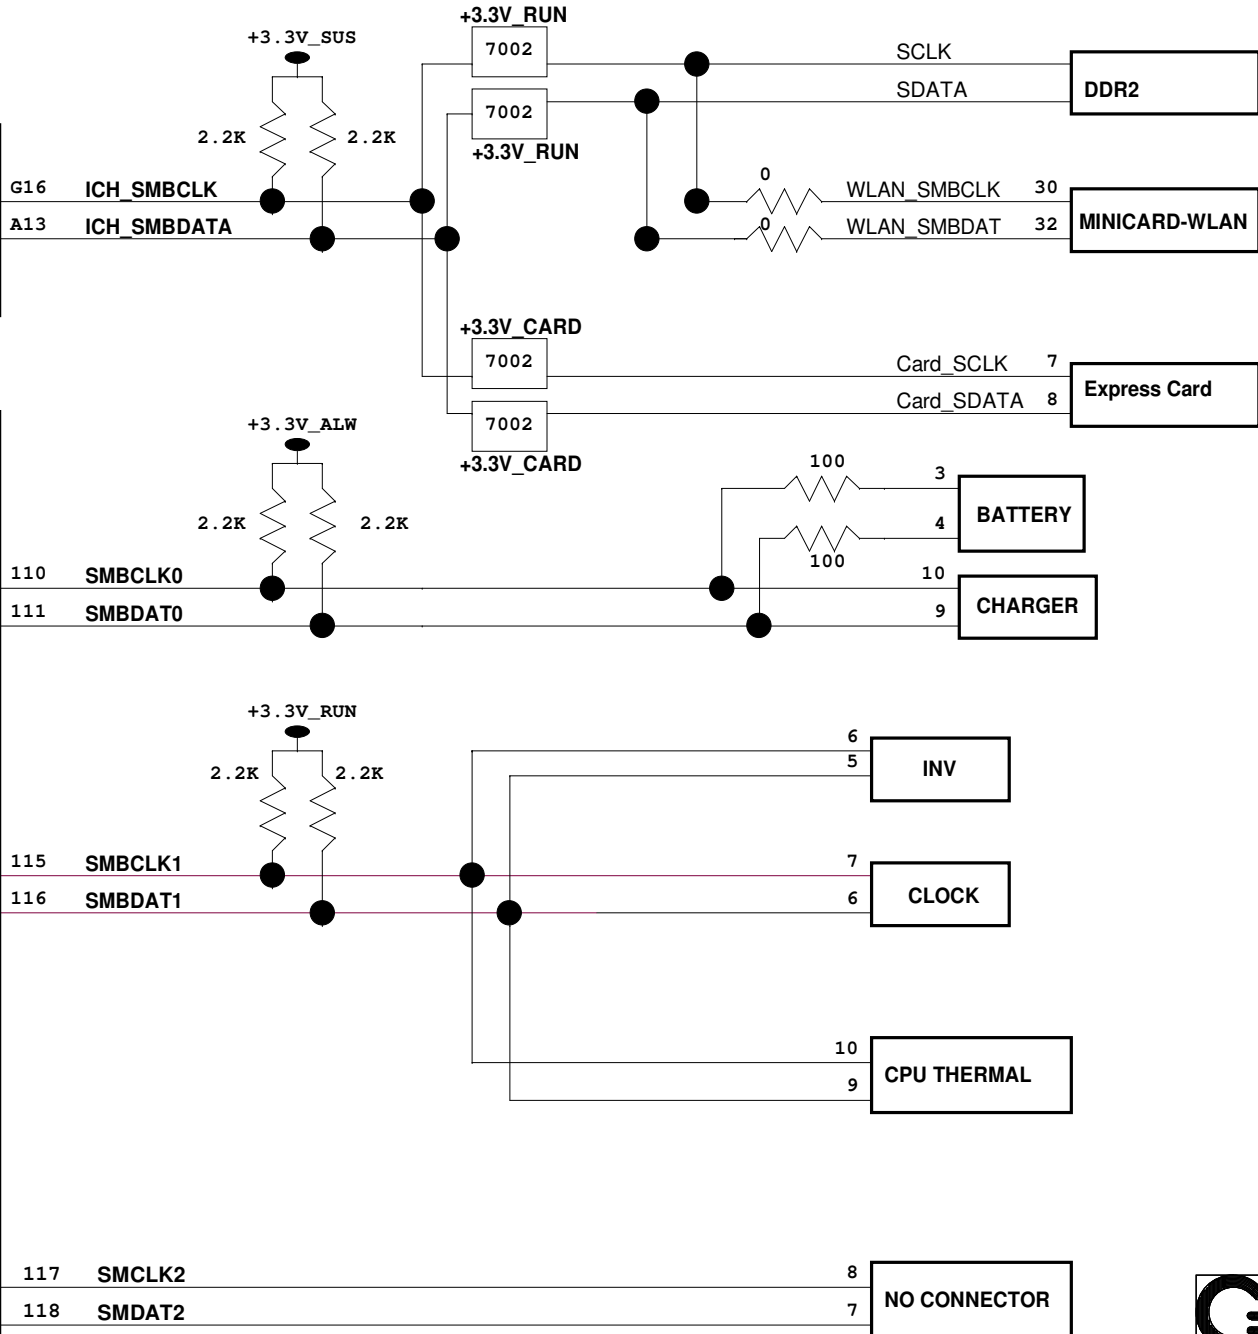 +3.3V_RUN
+3.3V_SUS
7002
SCLK
SDATA
DDR2
7002
2.2K
2.2K
+3.3V_RUN
0
G16
ICH_SMBCLK
WLAN_SMBCLK
30
A13
ICH_SMBDATA
0
WLAN_SMBDAT
32
MINICARD-WLAN
+3.3V_CARD
7002
Card_SCLK
7
Express Card
Card_SDATA
8
+3.3V_ALW
7002
+3.3V_CARD
100
3
BATTERY
2.2K
2.2K
4
100
110
SMBCLK0
10
CHARGER
111
SMBDAT0
9
+3.3V_RUN
6
5
INV
2.2K
2.2K
115
SMBCLK1
7
CLOCK
116
SMBDAT1
6
10
CPU THERMAL
9
117
SMCLK2
8
NO CONNECTOR
118
SMDAT2
7